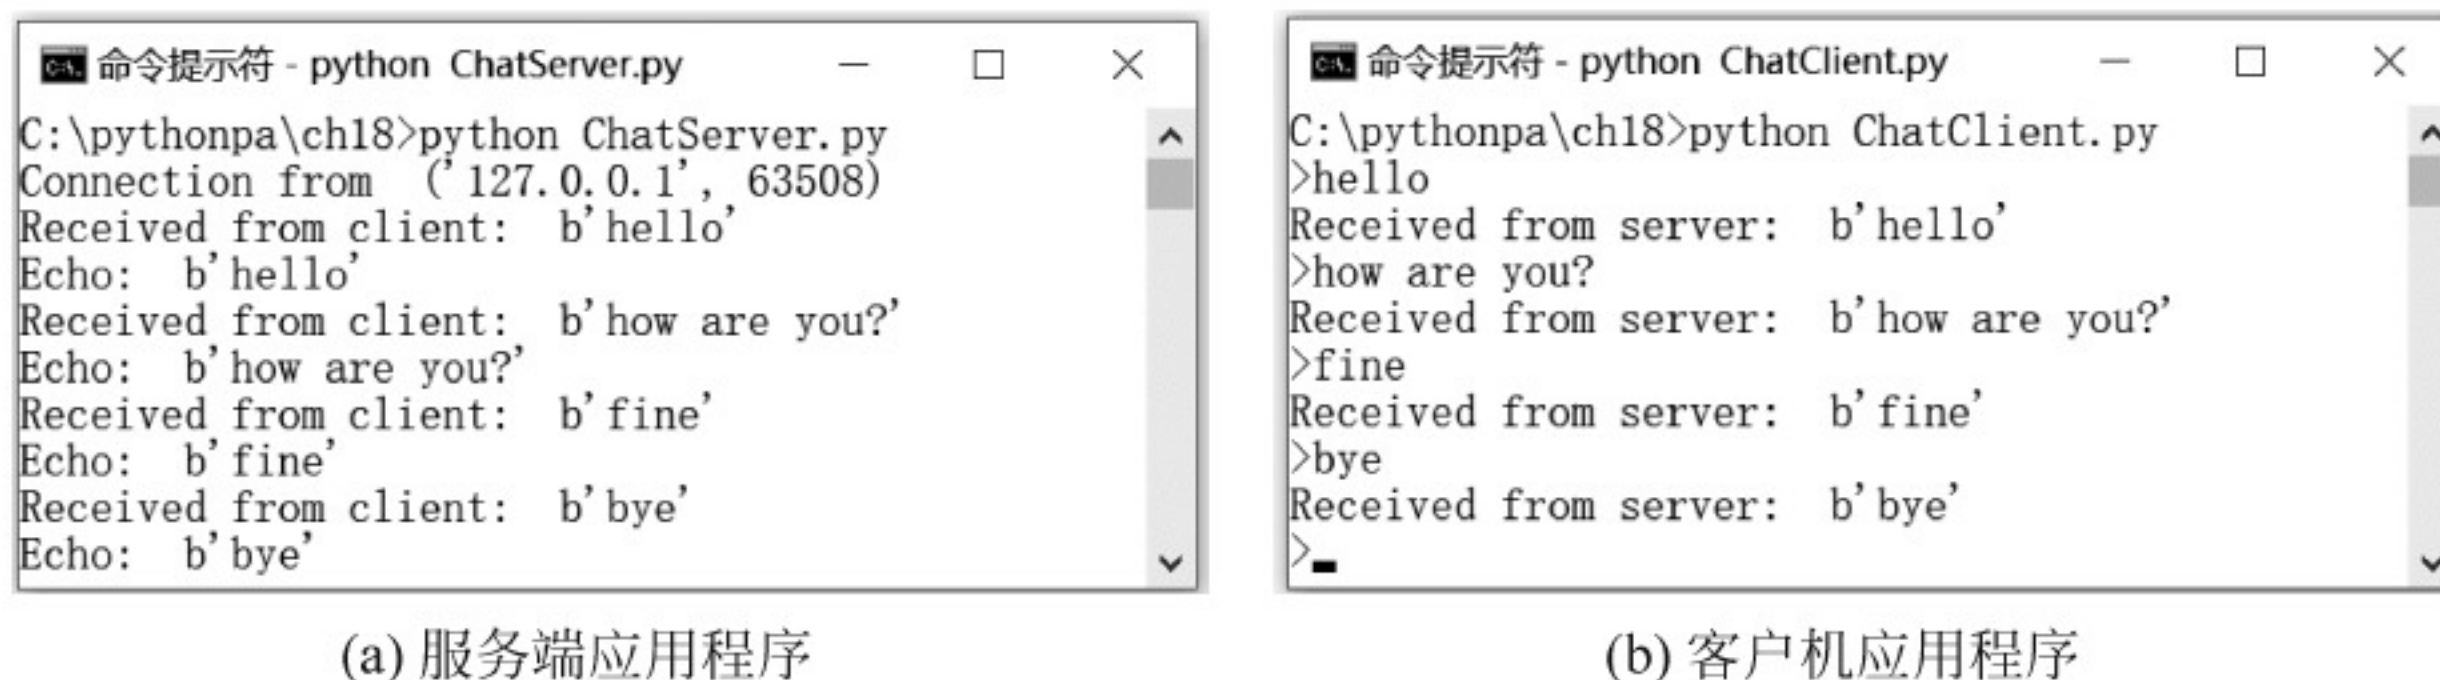 命令提示符 - python ChatServer.py
C:\pythonpa\ch18>python ChatServer.py
Connection from  ('127.0.0.1', 63508)
Received from client:  b'hello'
Echo:  b'hello'
Received from client:  b'how are you?'
Echo:  b'how are you?'
Received from client:  b'fine'
Echo:  b'fine'
Received from client:  b'bye'
Echo:  b'bye'
(a) 服务端应用程序
命令提示符 - python ChatClient.py
C:\pythonpa\ch18>python ChatClient.py
>hello
Received from server:  b'hello'
>how are you?
Received from server:  b'how are you?'
>fine
Received from server:  b'fine'
>bye
Received from server:  b'bye'
>
(b) 客户机应用程序